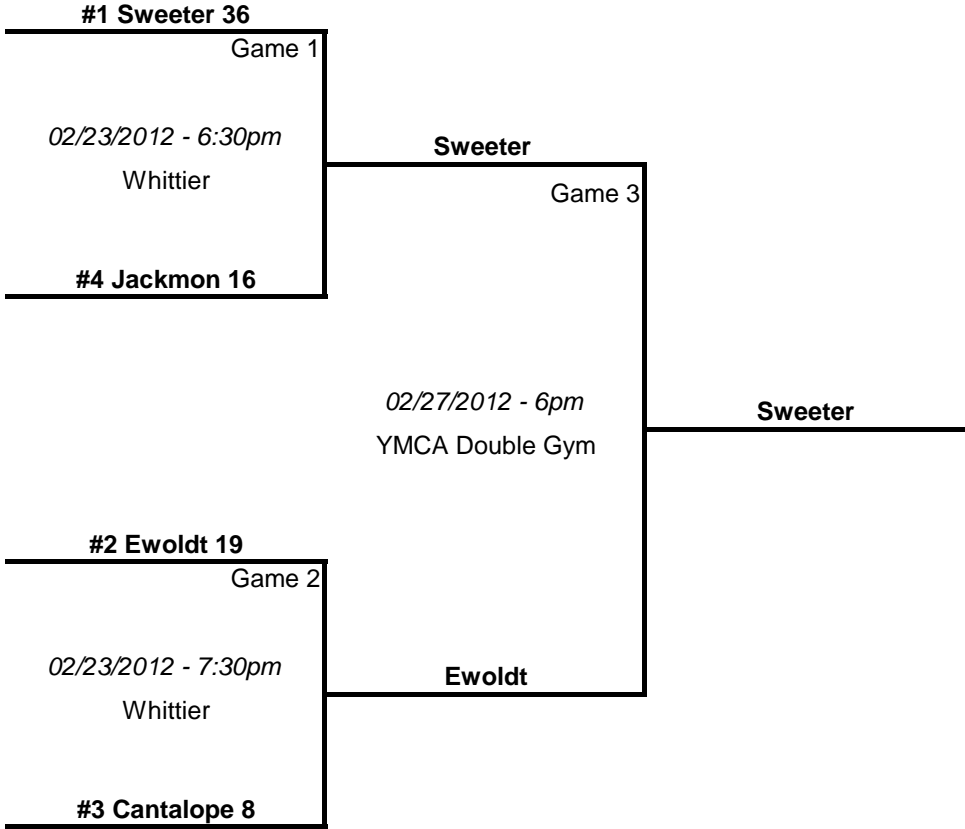 #1 Sweeter 36
Game 1
02/23/2012 - 6:30pm
Whittier
Sweeter
Game 3
#4 Jackmon 16
02/27/2012 - 6pm
YMCA Double Gym
Sweeter
#2 Ewoldt 19
Game 2
02/23/2012 - 7:30pm
Whittier
Ewoldt
#3 Cantalope 8